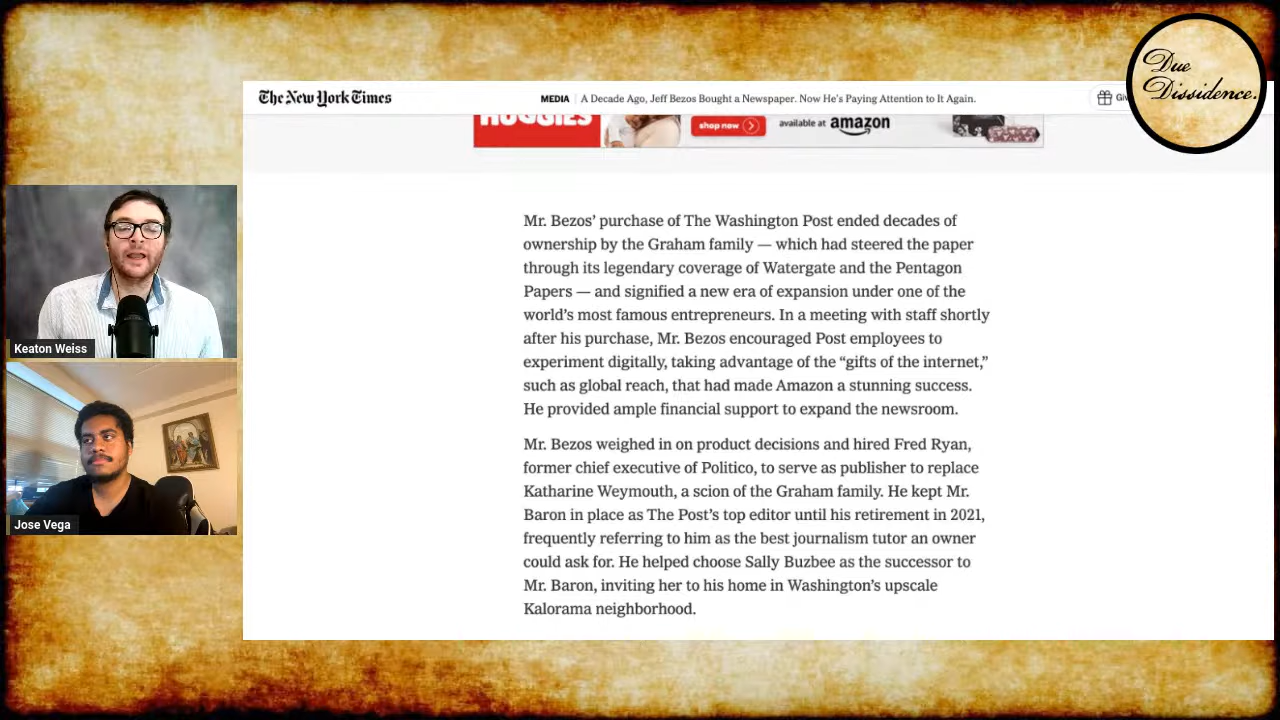 Due
Dissidence.
The New York Times
MEDIA | A Decade Ago, Jeff Bezos Bought a Newspaper. Now He's Paying Attention to It Again.
HUGGIES
shop now
available at amazon
Mr. Bezos’ purchase of The Washington Post ended decades of
ownership by the Graham family — which had steered the paper
through its legendary coverage of Watergate and the Pentagon
Papers — and signified a new era of expansion under one of the
world’s most famous entrepreneurs. In a meeting with staff shortly
after his purchase, Mr. Bezos encouraged Post employees to
experiment digitally, taking advantage of the “gifts of the internet,”
such as global reach, that had made Amazon a stunning success.
He provided ample financial support to expand the newsroom.
Mr. Bezos weighed in on product decisions and hired Fred Ryan,
former chief executive of Politico, to serve as publisher to replace
Katharine Weymouth, a scion of the Graham family. He kept Mr.
Baron in place as The Post’s top editor until his retirement in 2021,
frequently referring to him as the best journalism tutor an owner
could ask for. He helped choose Sally Buzbee as the successor to
Mr. Baron, inviting her to his home in Washington’s upscale
Kalorama neighborhood.
Keaton Weiss
Jose Vega